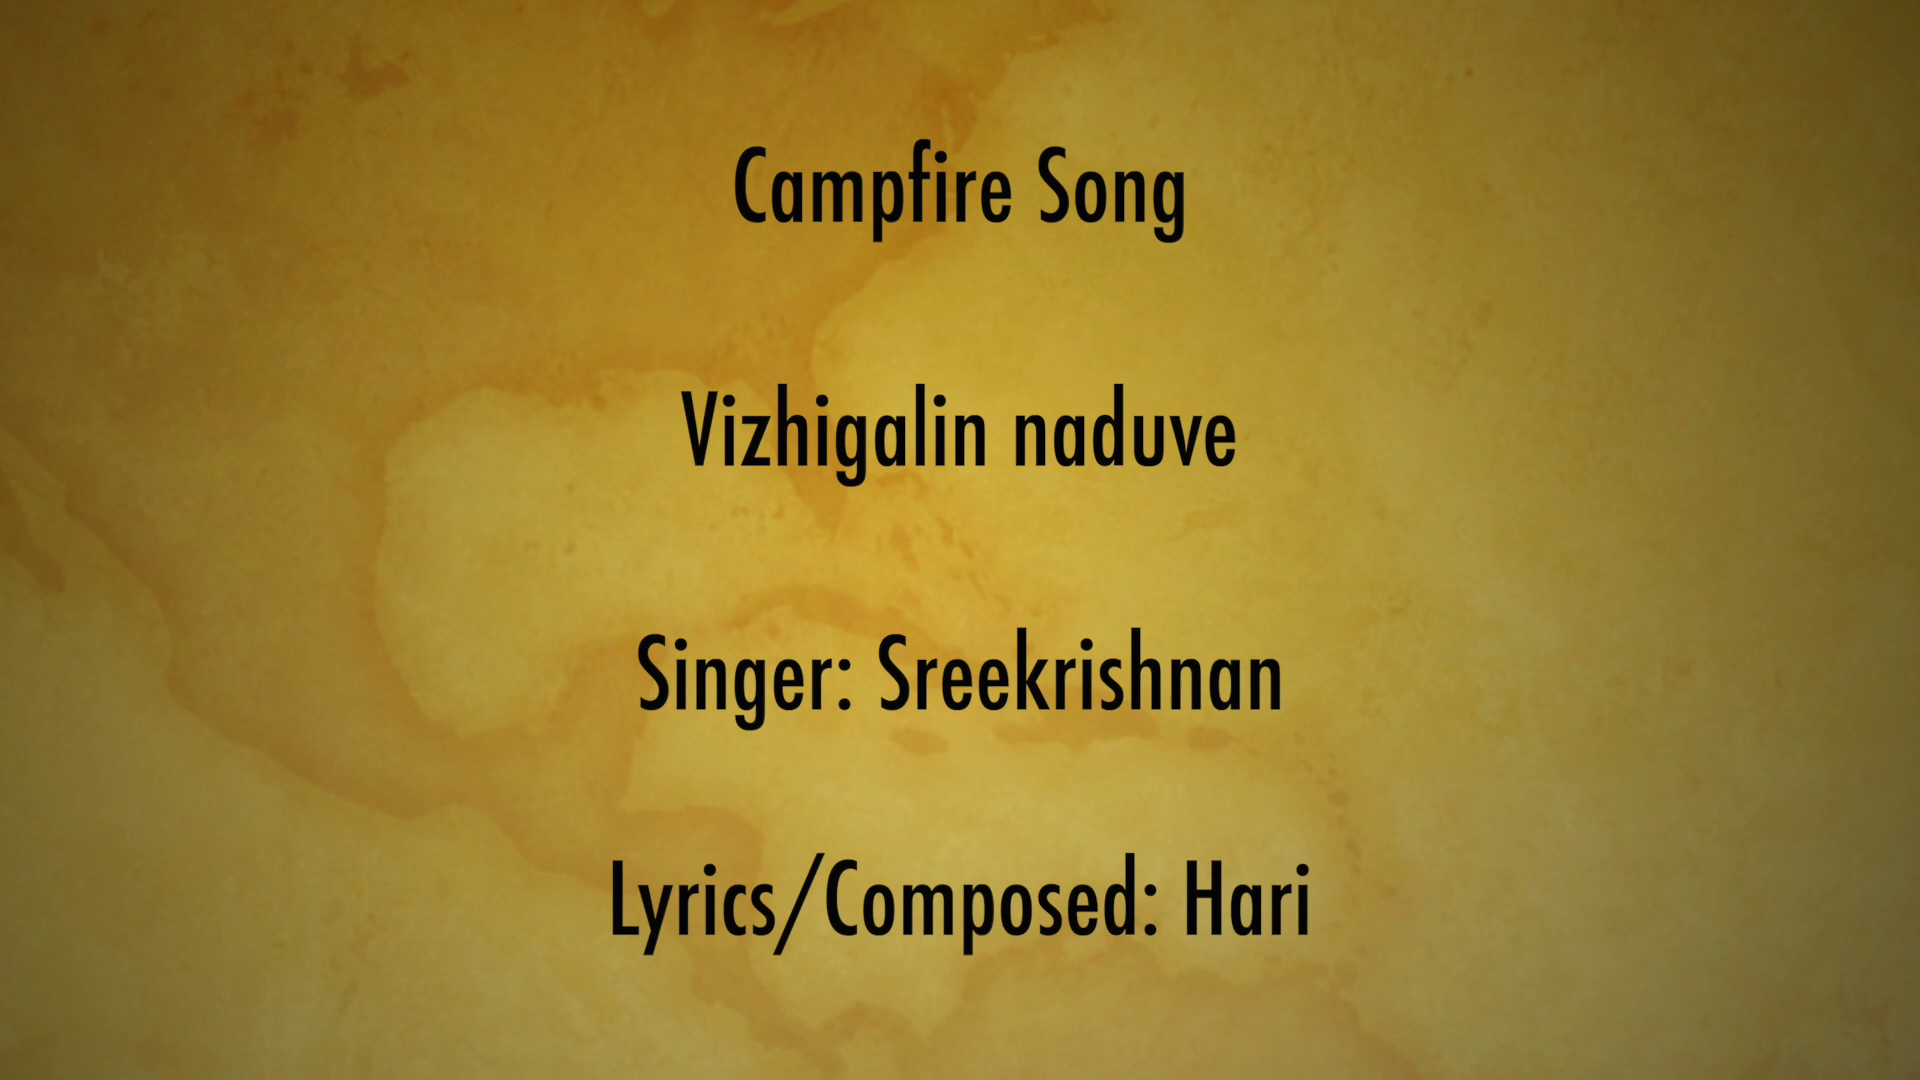 Campfire Song
Vizhigalin naduve
Singer: Sreekrishnan
Lyrics/Composed: Hari